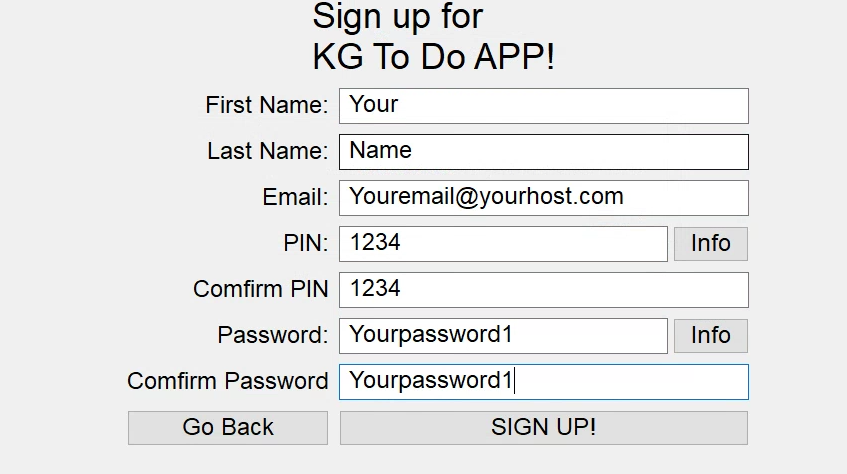 Sign up for
KG To Do APP!
First Name: Your
Last Name: Name
Email: Youremail@yourhost.com
PIN: 1234 Info
Comfirm PIN 1234
Password: Yourpassword1 Info
Comfirm Password Yourpassword1
Go Back SIGN UP!